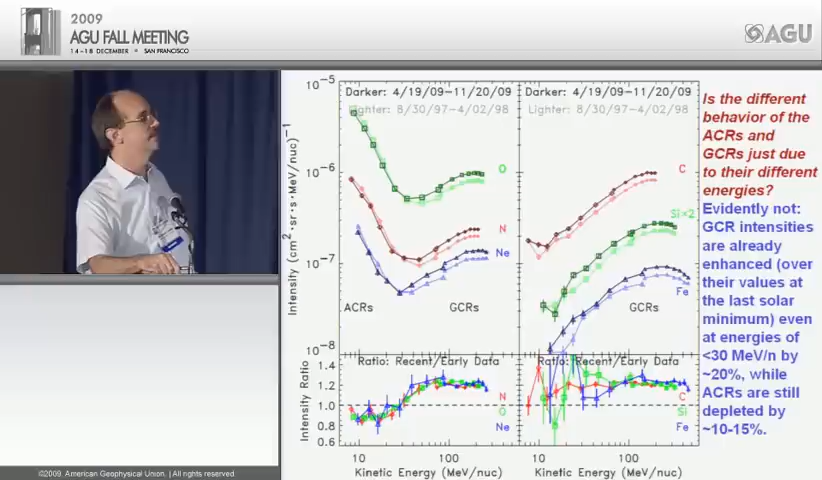 2009
AGU FALL MEETING
14-18 DECEMBER • SAN FRANCISCO
AGU
10^-5
10^-6
10^-7
10^-8
Intensity (cm^2·sr·s·MeV/nuc)^-1
Darker: 4/19/09-11/20/09
Lighter: 8/30/97-4/02/98
O
N
Ne
ACRs
GCRs
Darker: 4/19/09-11/20/09
Lighter: 8/30/97-4/02/98
C
Si×2
Fe
GCRs
Ratio: Recent/Early Data
Intensity Ratio
1.4
1.2
1.0
0.8
0.6
N
O
Ne
10
100
Kinetic Energy (MeV/nuc)
Ratio: Recent/Early Data
C
Si
Fe
10
100
Kinetic Energy (MeV/nuc)
Is the different
behavior of the
ACRs and
GCRs just due
to their different
energies?
Evidently not:
GCR intensities
are already
enhanced (over
their values at
the last solar
minimum) even
at energies of
<30 MeV/n by
~20%, while
ACRs are still
depleted by
~10-15%.
©2009. American Geophysical Union. | All rights reserved